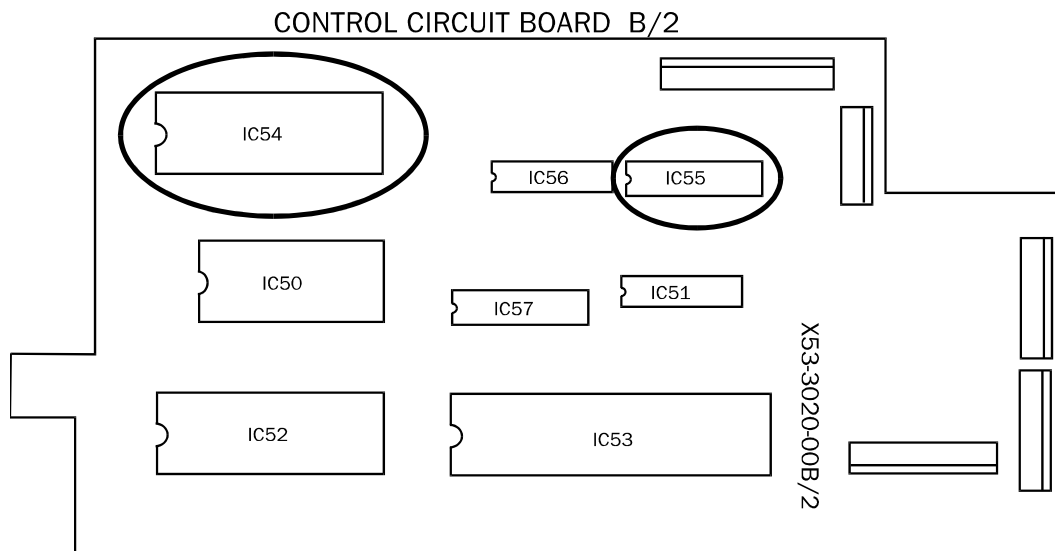 CONTROL CIRCUIT BOARD B/2
IC54
IC56
IC55
IC50
IC57
IC51
IC52
IC53
X53-3020-00B/2